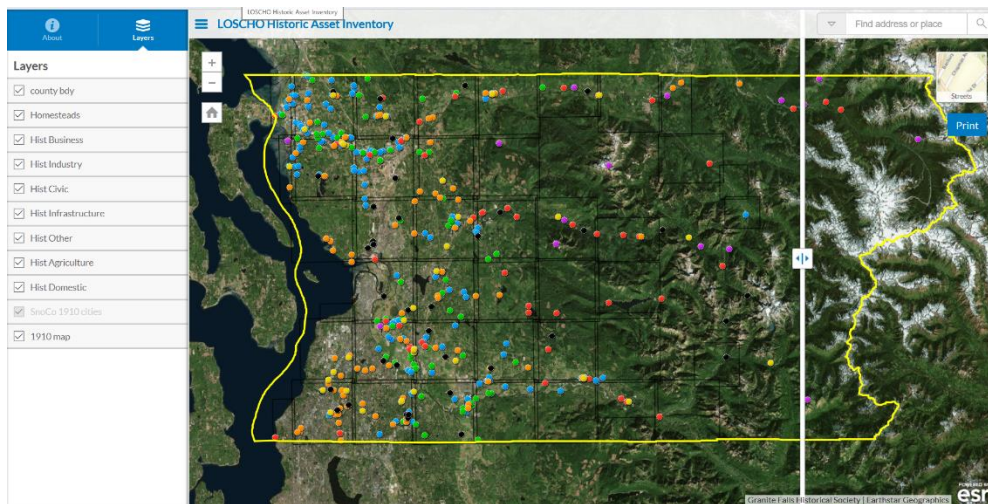 LOSCHO Historic Asset Inventory
About
Layers
LOSCHO Historic Asset Inventory
Find address or place
Layers
county bdy
Homesteads
Hist Business
Hist Industry
Hist Civic
Hist Infrastructure
Hist Other
Hist Agriculture
Hist Domestic
SnoCo 1910 cities
1910 map
+
−
Streets
Print
Granite Falls Historical Society | Earthstar Geographics
POWERED BY
esri